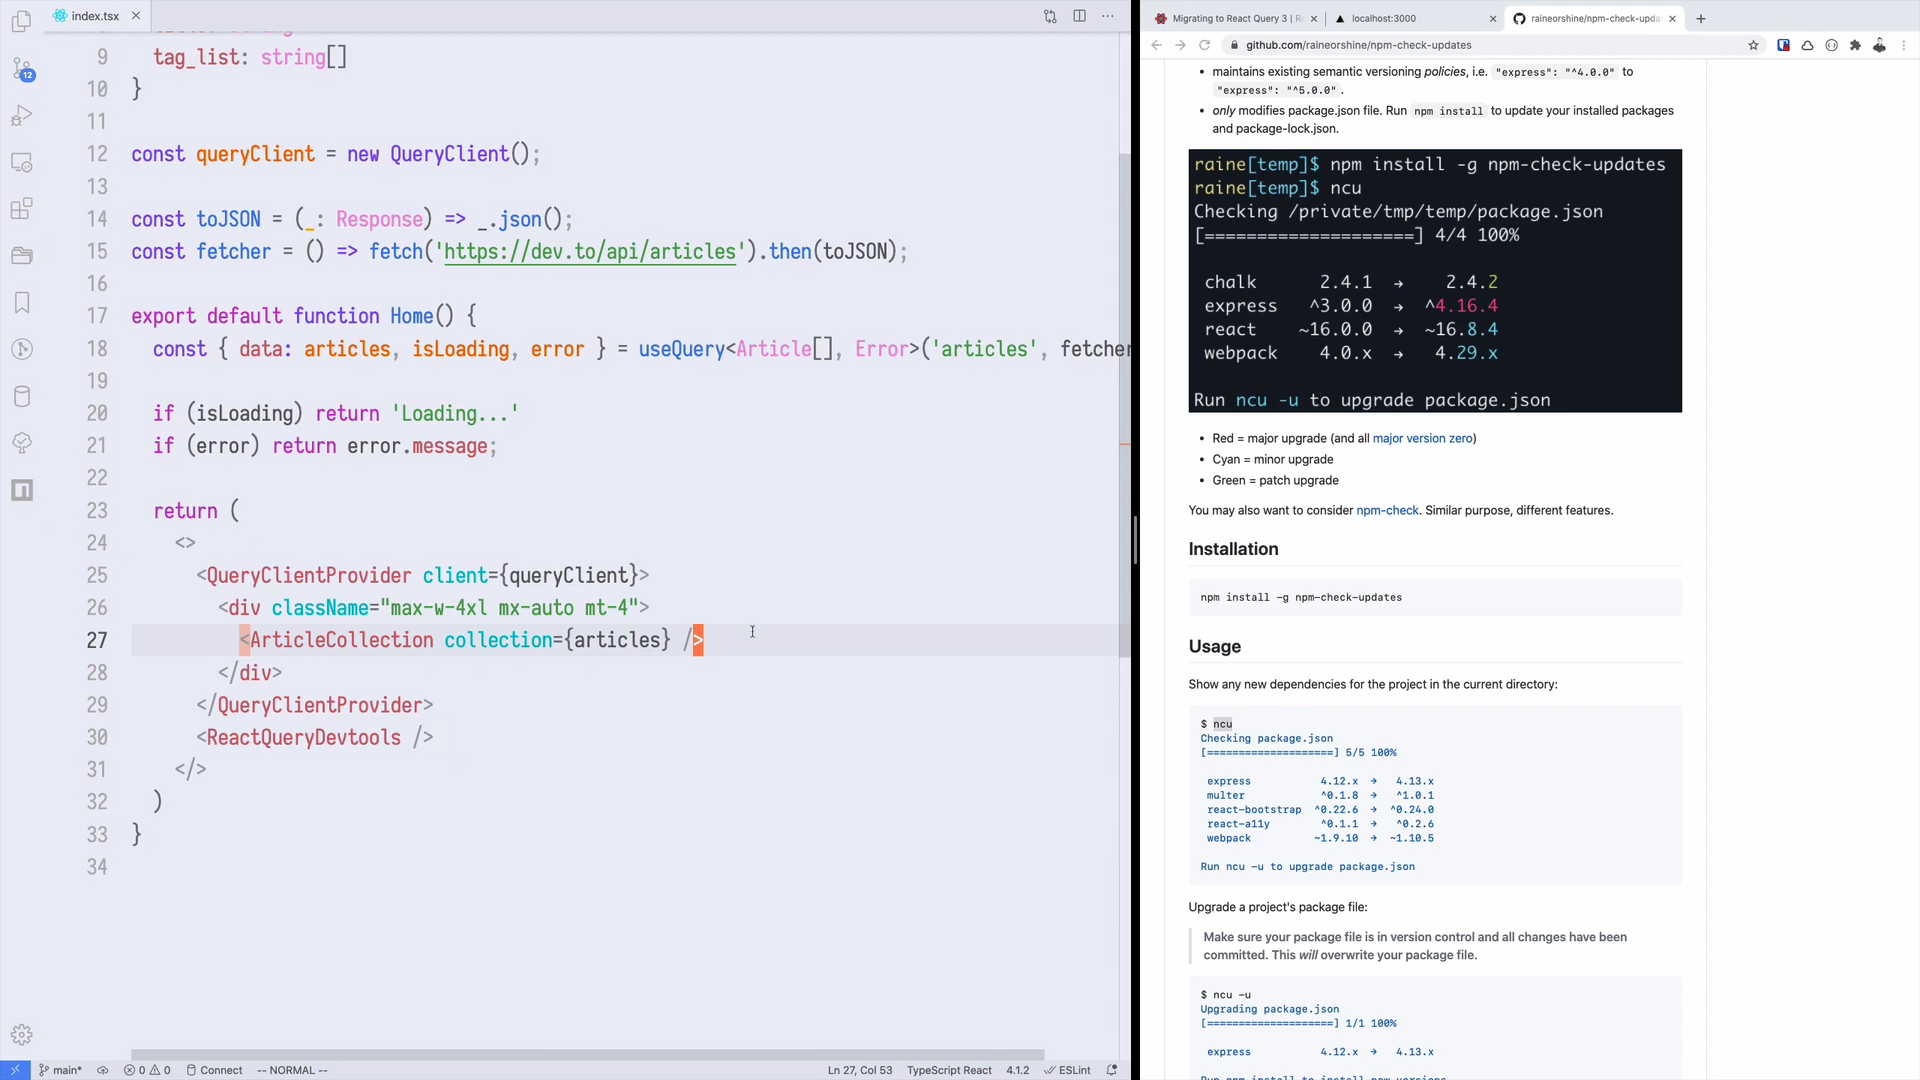 index.tsx
12
9 tag_list: string[]
10 }
11
12 const queryClient = new QueryClient();
13
14 const toJSON = (_: Response) => _.json();
15 const fetcher = () => fetch('https://dev.to/api/articles').then(toJSON);
16
17 export default function Home() {
18 const { data: articles, isLoading, error } = useQuery<Article[], Error>('articles', fetcher
19
20 if (isLoading) return 'Loading...'
21 if (error) return error.message;
22
23 return (
24 <>
25 <QueryClientProvider client={queryClient}>
26 <div className="max-w-4xl mx-auto mt-4">
27 <ArticleCollection collection={articles} />
28 </div>
29 </QueryClientProvider>
30 <ReactQueryDevtools />
31 </>
32 )
33 }
34
main* 0 0 Connect -- NORMAL -- Ln 27, Col 53 TypeScript React 4.1.2 ESLint
Migrating to React Query 3 | R localhost:3000 raineorshine/npm-check-upda
github.com/raineorshine/npm-check-updates
• maintains existing semantic versioning policies, i.e. "express": "^4.0.0" to
"express": "^5.0.0" .
• only modifies package.json file. Run npm install to update your installed packages
and package-lock.json.
raine[temp]$ npm install -g npm-check-updates
raine[temp]$ ncu
Checking /private/tmp/temp/package.json
[====================] 4/4 100%
chalk 2.4.1 → 2.4.2
express ^3.0.0 → ^4.16.4
react ~16.0.0 → ~16.8.4
webpack 4.0.x → 4.29.x
Run ncu -u to upgrade package.json
• Red = major upgrade (and all major version zero)
• Cyan = minor upgrade
• Green = patch upgrade
You may also want to consider npm-check. Similar purpose, different features.
Installation
npm install -g npm-check-updates
Usage
Show any new dependencies for the project in the current directory:
$ ncu
Checking package.json
[====================] 5/5 100%
express 4.12.x → 4.13.x
multer ^0.1.8 → ^1.0.1
react-bootstrap ^0.22.6 → ^0.24.0
react-a11y ^0.1.1 → ^0.2.6
webpack ~1.9.10 → ~1.10.5
Run ncu -u to upgrade package.json
Upgrade a project's package file:
Make sure your package file is in version control and all changes have been
committed. This will overwrite your package file.
$ ncu -u
Upgrading package.json
[====================] 1/1 100%
express 4.12.x → 4.13.x
Run npm install to install new versions